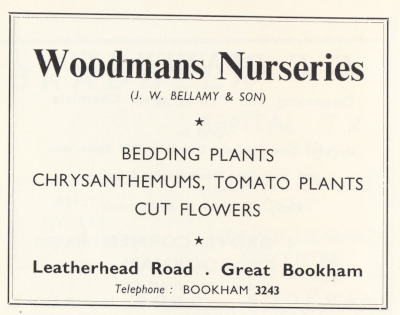 Woodmans Nurseries
(J. W. BELLAMY & SON)
★
BEDDING PLANTS
CHRYSANTHEMUMS, TOMATO PLANTS
CUT FLOWERS
★
Leatherhead Road . Great Bookham
Telephone : BOOKHAM 3243